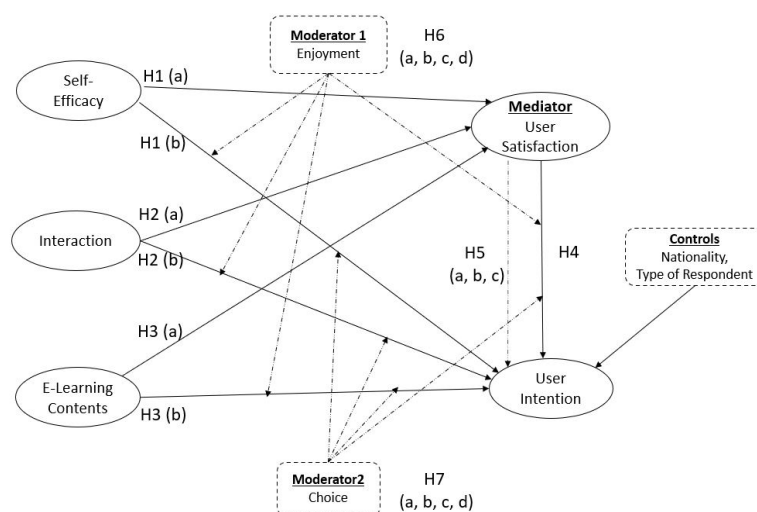 Moderator 1
Enjoyment
H6
(a, b, c, d)
Self-
Efficacy
H1 (a)
H1 (b)
Mediator
User
Satisfaction
Interaction
H2 (a)
H2 (b)
H5
(a, b, c)
H4
Controls
Nationality,
Type of Respondent
H3 (a)
E-Learning
Contents
H3 (b)
User
Intention
Moderator2
Choice
H7
(a, b, c, d)